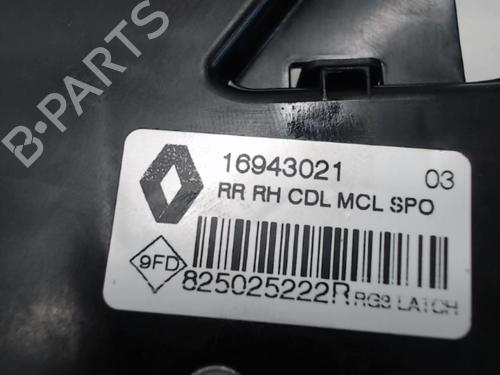 B-PARTS
16943021 03
RR RH CDL MCL SPO
9FD
825025222R RG3 LATCH